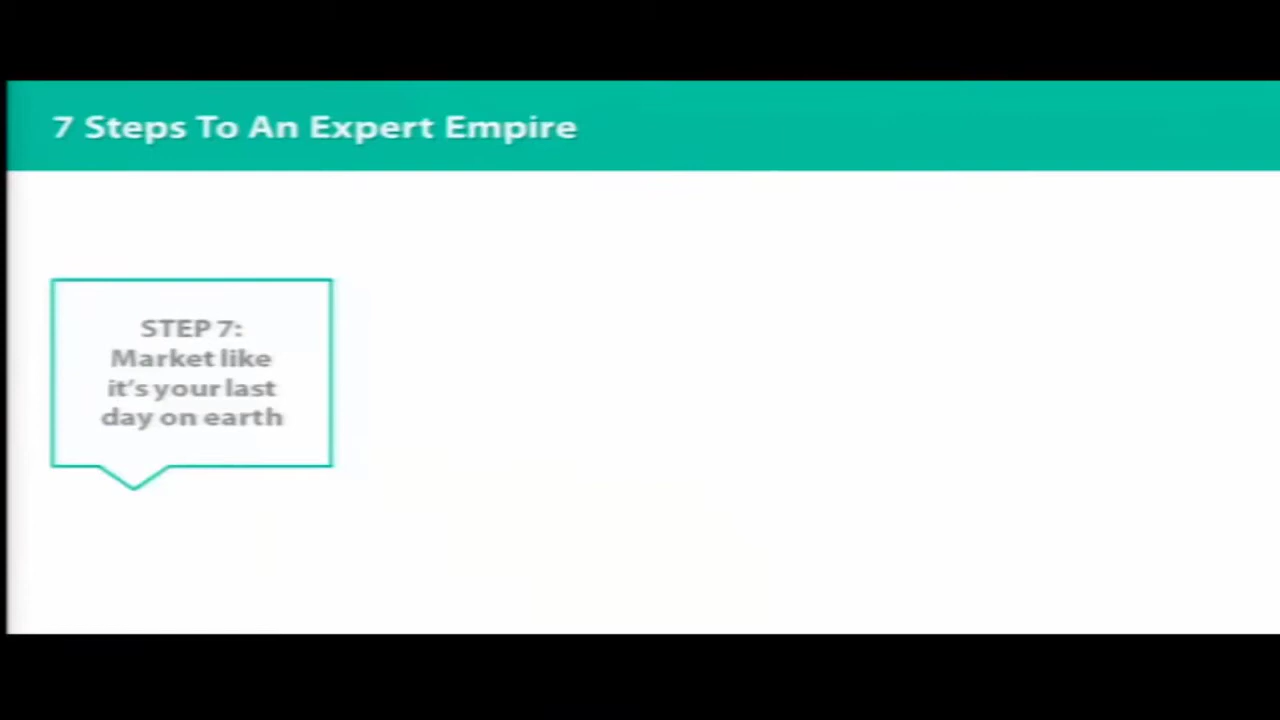 7 Steps To An Expert Empire
STEP 7:
Market like
it's your last
day on earth